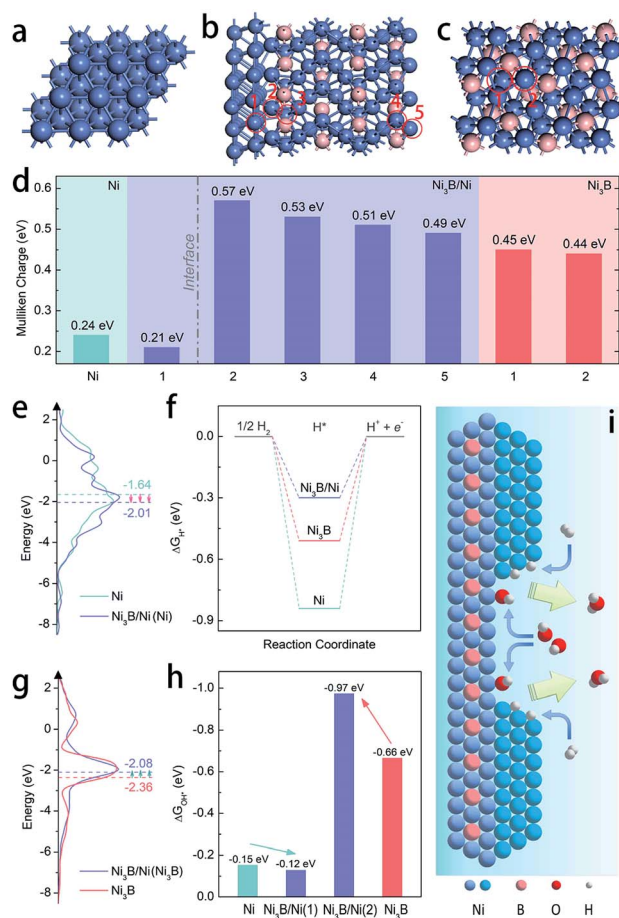 a
b
c
1
2
3
4
5
1
2
d
Ni
Ni₃B/Ni
Ni₃B
Mulliken Charge (eV)
0.6
0.5
0.4
0.3
0.2
Interface
0.24 eV
0.21 eV
0.57 eV
0.53 eV
0.51 eV
0.49 eV
0.45 eV
0.44 eV
Ni 1 2 3 4 5 1 2
e
Energy (eV)
2
0
-2
-4
-6
-8
-1.64
-2.01
Ni
Ni₃B/Ni(Ni)
f
ΔG_H* (eV)
0.0
-0.3
-0.6
-0.9
1/2 H₂ H* H⁺ + e⁻
Ni₃B/Ni
Ni₃B
Ni
Reaction Coordinate
g
Energy (eV)
2
0
-2
-4
-6
-8
-2.08
-2.36
Ni₃B/Ni(Ni₃B)
Ni₃B
h
ΔG_OH* (eV)
-1.0
-0.8
-0.6
-0.4
-0.2
0.0
-0.15 eV
-0.12 eV
-0.97 eV
-0.66 eV
Ni Ni₃B/Ni(1) Ni₃B/Ni(2) Ni₃B
i
Ni B O H